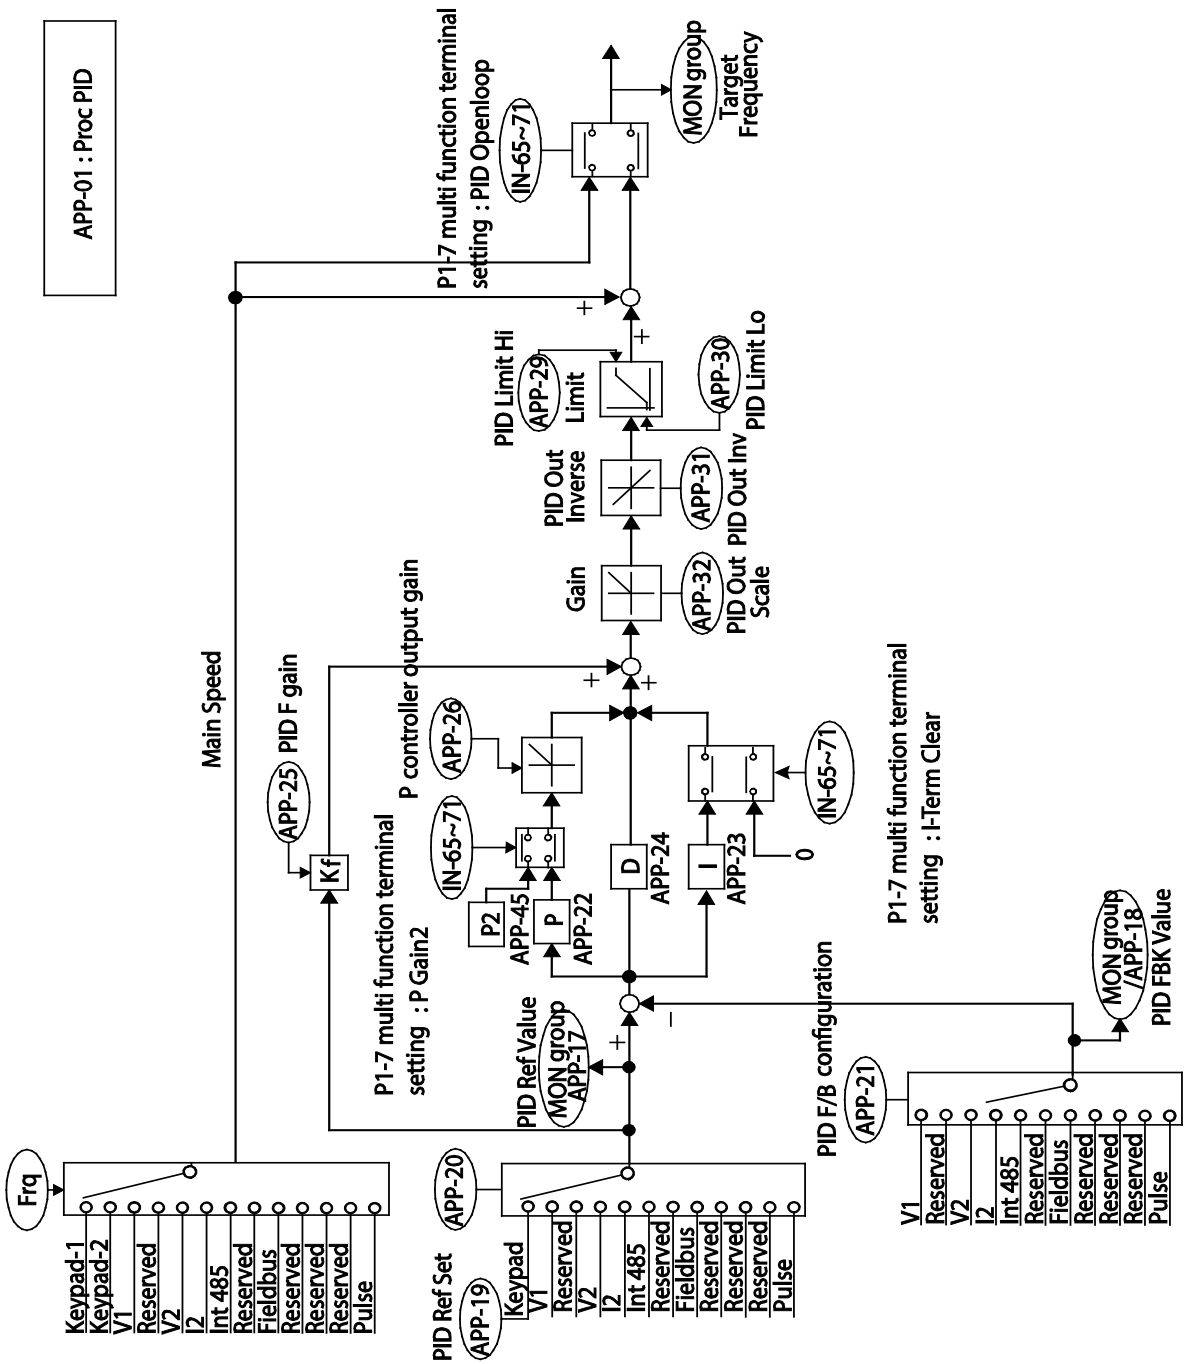 APP-01 : Proc PID
Frq
Keypad-1
Keypad-2
V1
Reserved
V2
I2
Int 485
Reserved
Fieldbus
Reserved
Reserved
Reserved
Pulse
Main Speed
APP-25
PID F gain
Kf
P1-7 multi function terminal
setting : PID Openloop
IN-65~71
MON group
Target
Frequency
PID Ref Set
APP-19
APP-20
Keypad
V1
Reserved
V2
I2
Int 485
Reserved
Fieldbus
Reserved
Reserved
Reserved
Pulse
PID Ref Value
MON group
APP-17
+
−
P1-7 multi function terminal
setting : P Gain2
IN-65~71
P2
APP-45
P
APP-22
P controller output gain
APP-26
D
APP-24
I
APP-23
0
IN-65~71
P1-7 multi function terminal
setting : I-Term Clear
+
+
Gain
APP-32
PID Out
Scale
PID Out
Inverse
APP-31
PID Out Inv
PID Limit Hi
APP-29
Limit
APP-30
PID Limit Lo
+
+
PID F/B configuration
APP-21
V1
Reserved
V2
I2
Int 485
Reserved
Fieldbus
Reserved
Reserved
Reserved
Pulse
MON group
/APP-18
PID FBK Value